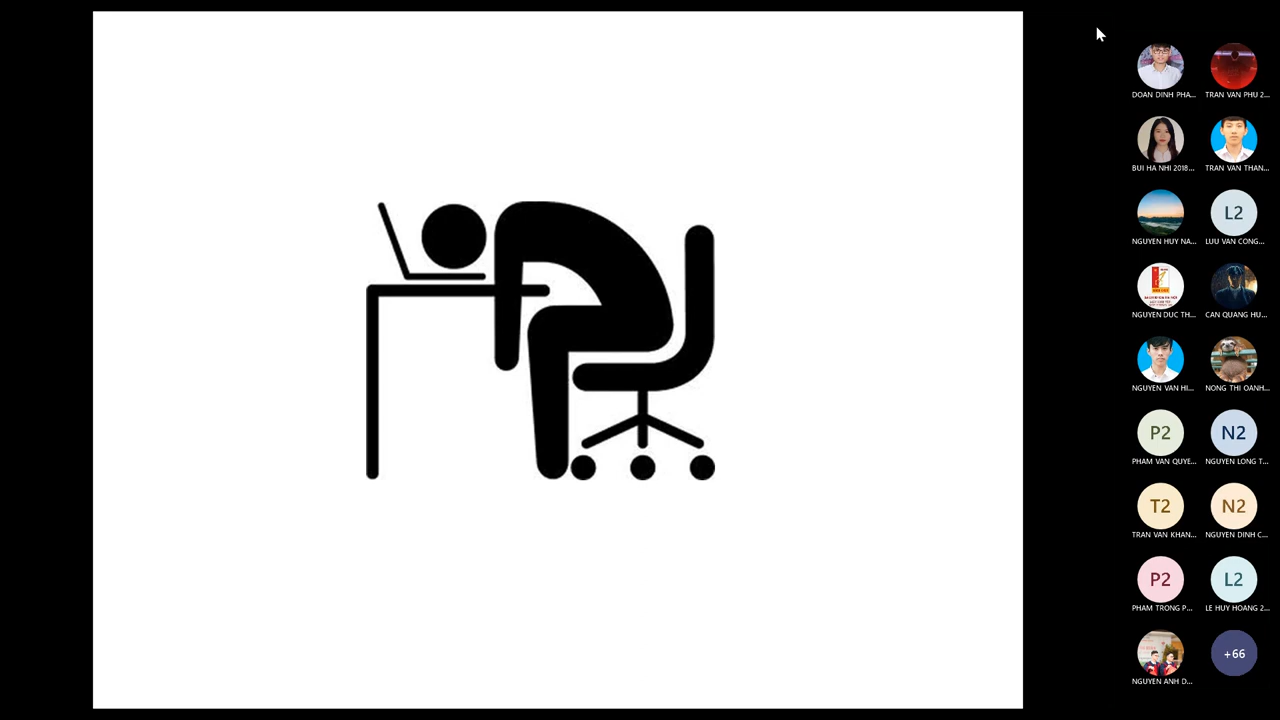 DOAN DINH PHA...
TRAN VAN PHU 2...
BUI HA NHI 2018...
TRAN VAN THAN...
NGUYEN HUY NA...
L2
LUU VAN CONG...
NGUYEN DUC TH...
CAN QUANG HU...
NGUYEN VAN HI...
NONG THI OANH...
P2
N2
PHAM VAN QUYE...
NGUYEN LONG T...
T2
N2
TRAN VAN KHAN...
NGUYEN DINH C...
P2
L2
PHAM TRONG P...
LE HUY HOANG 2...
+66
NGUYEN ANH D...